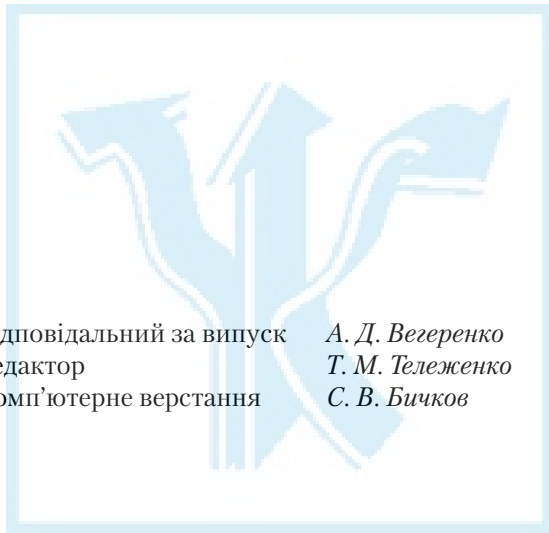 дповідальний за випуск А. Д. Вегеренко
едактор Т. М. Тележенко
омп’ютерне верстання С. В. Бичков